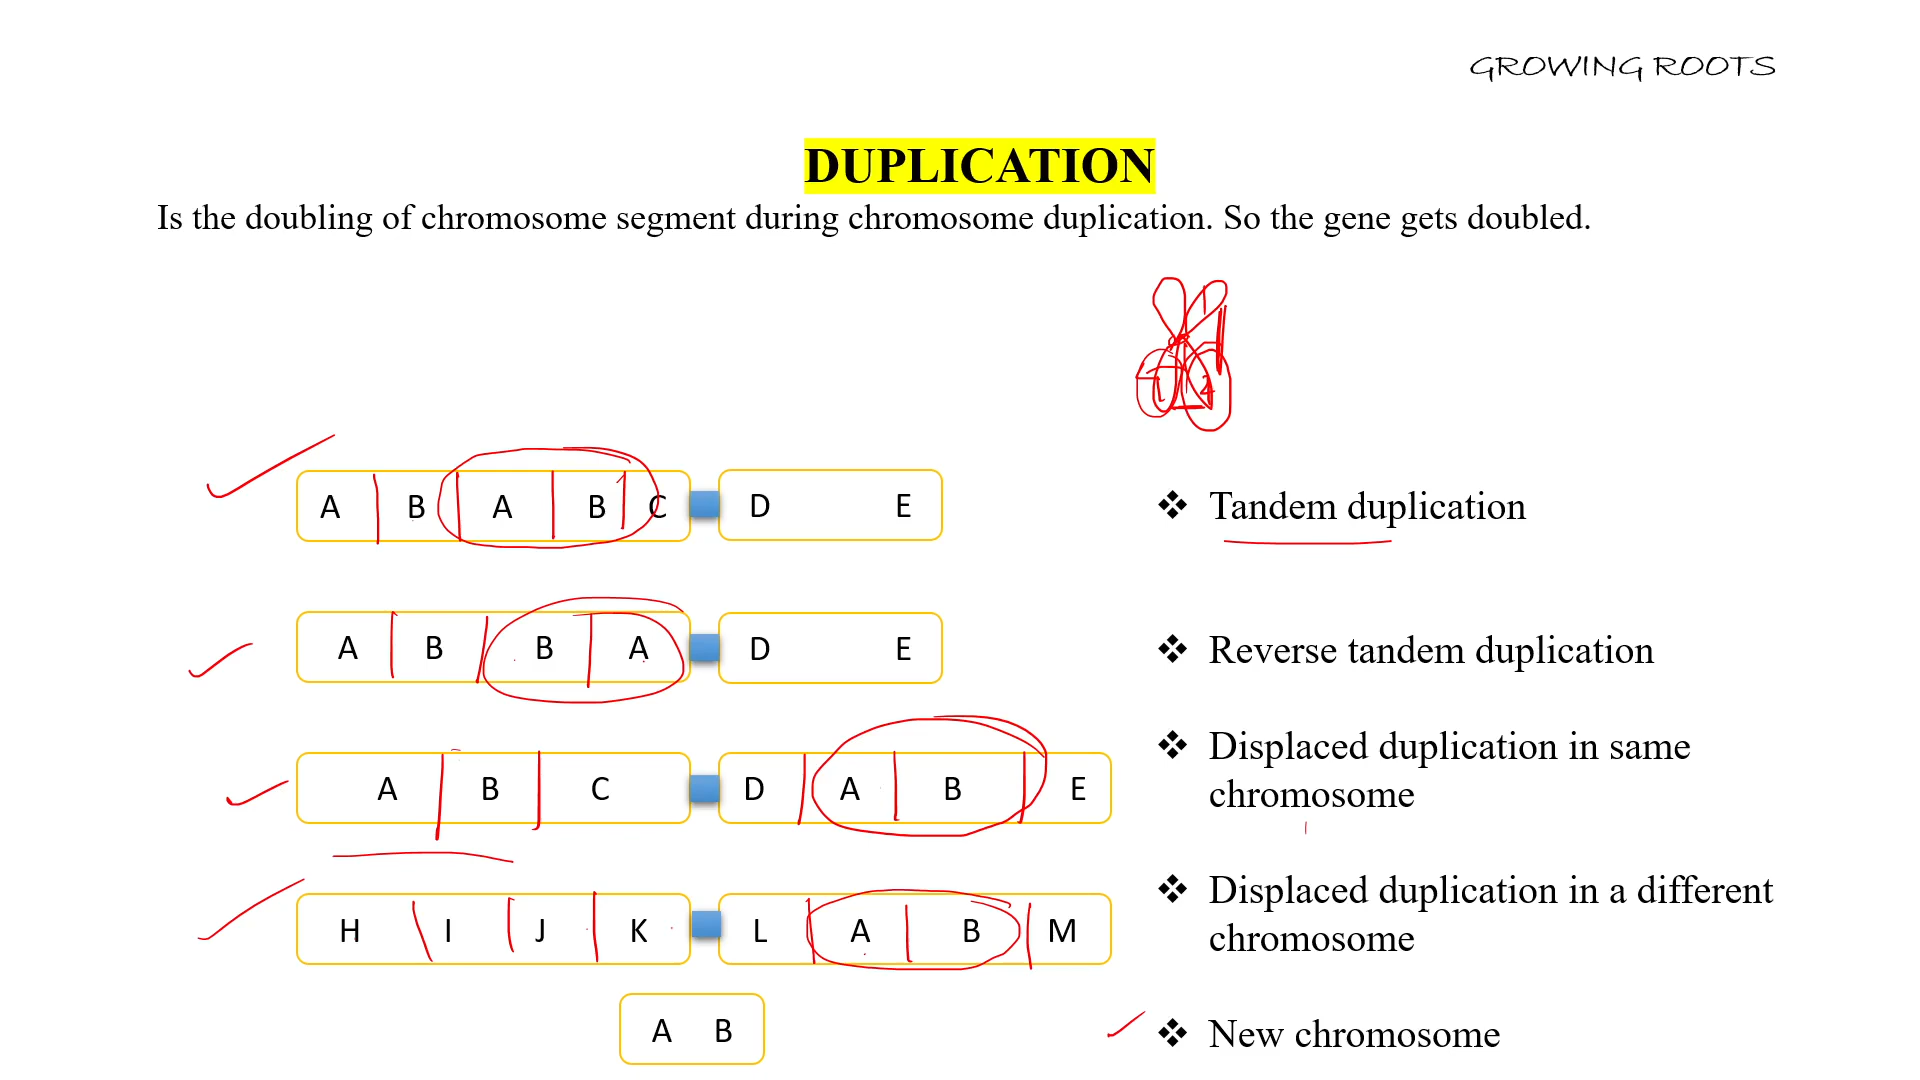 GROWING ROOTS
DUPLICATION
Is the doubling of chromosome segment during chromosome duplication. So the gene gets doubled.
A B A B C D E
❖ Tandem duplication
A B B A D E
❖ Reverse tandem duplication
A B C D A B E
❖ Displaced duplication in same
chromosome
H I J K L A B M
❖ Displaced duplication in a different
chromosome
A B
❖ New chromosome